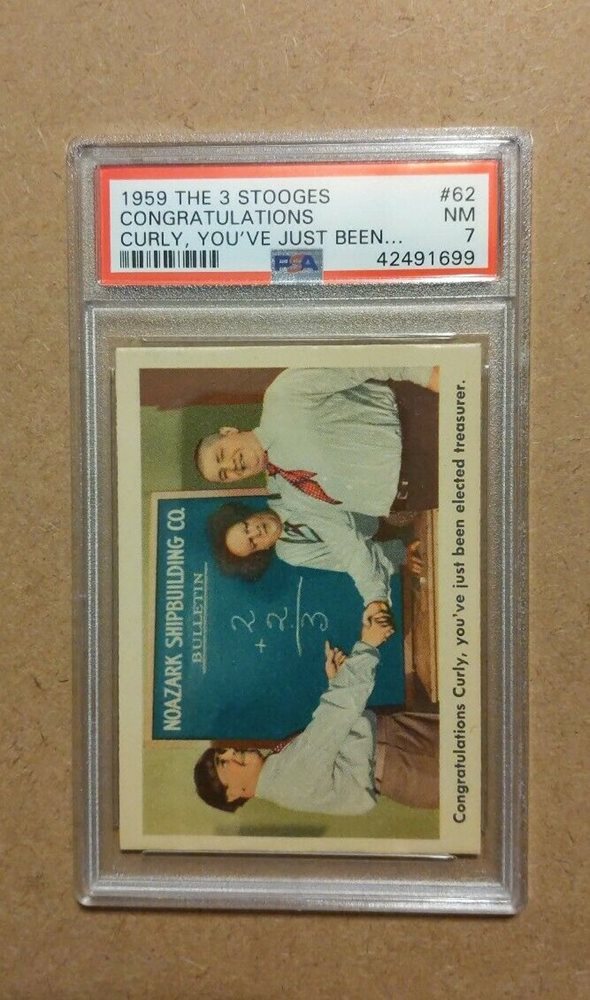 1959 THE 3 STOOGES #62
CONGRATULATIONS NM
CURLY, YOU'VE JUST BEEN... 7
PSA 42491699
NOAZARK SHIPBUILDING CO.
BULLETIN
2
+ 2
3
Congratulations Curly, you've just been elected treasurer.